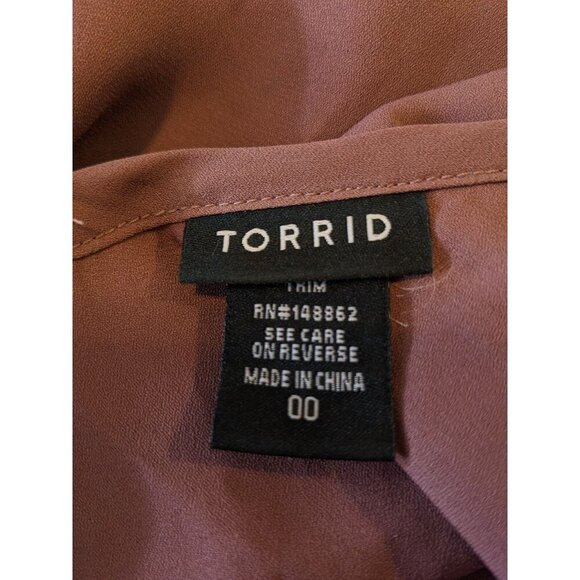 TORRID
TRIM
RN#148862
SEE CARE
ON REVERSE
MADE IN CHINA
00